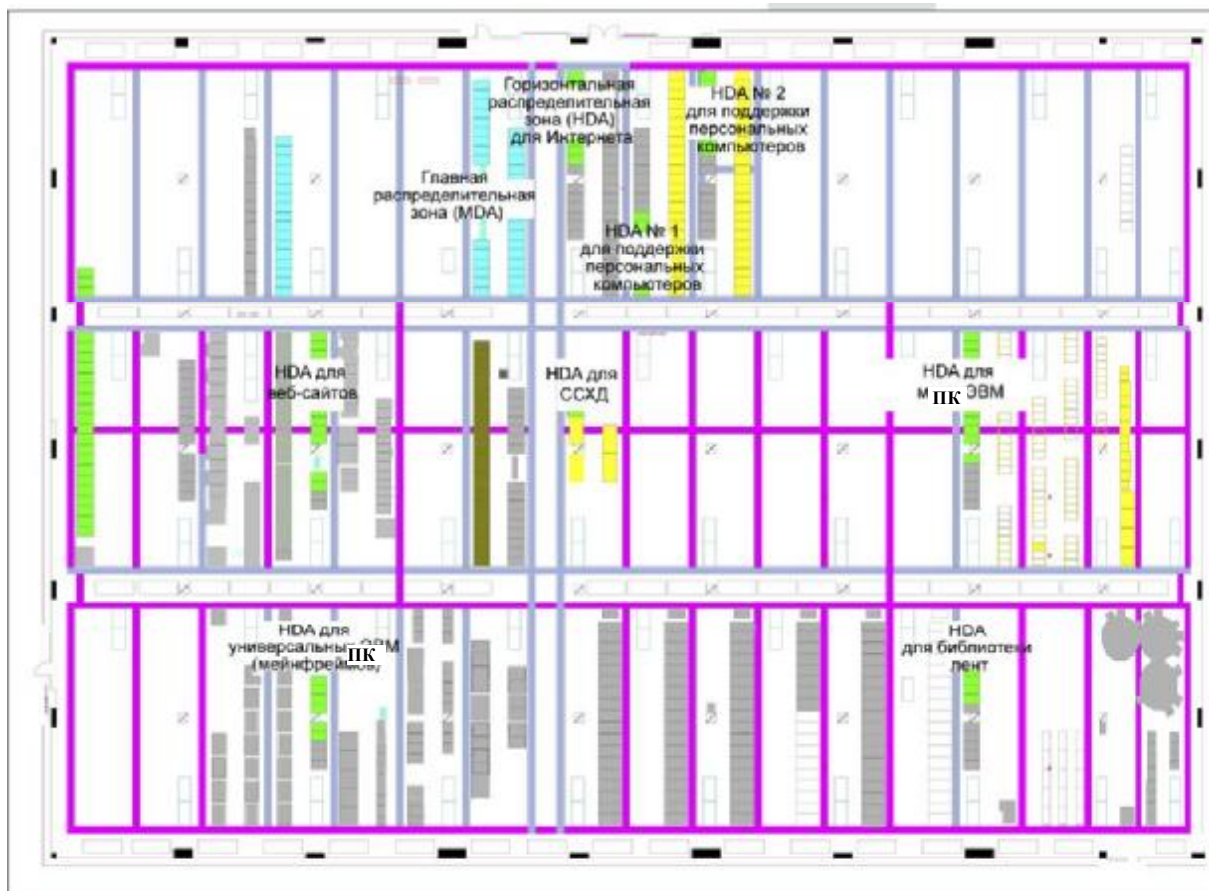 Горизонтальная
распределительная
зона (HDA)
для Интернета
HDA № 2
для поддержки
персональных
компьютеров
Главная
распределительная
зона (MDA)
HDA № 1
для поддержки
персональных
компьютеров
HDA для
веб-сайтов
HDA для
ССХД
HDA для
ПК ЭВМ
HDA для
универсальных
ПК
HDA
для библиотеки
лент